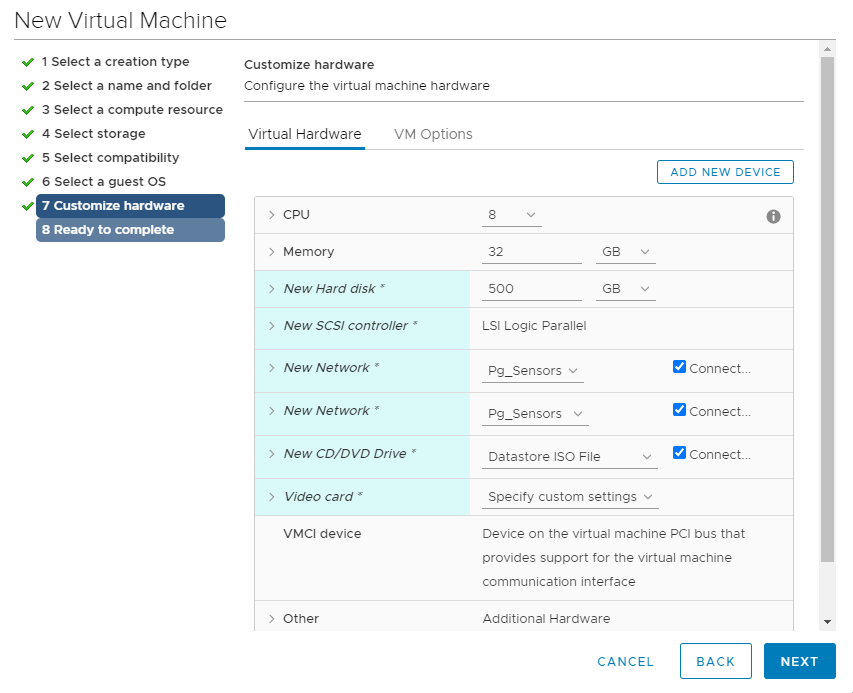 New Virtual Machine
1 Select a creation type
2 Select a name and folder
3 Select a compute resource
4 Select storage
5 Select compatibility
6 Select a guest OS
7 Customize hardware
8 Ready to complete
Customize hardware
Configure the virtual machine hardware
Virtual Hardware VM Options
ADD NEW DEVICE
CPU 8
Memory 32 GB
New Hard disk * 500 GB
New SCSI controller * LSI Logic Parallel
New Network * Pg_Sensors Connect...
New Network * Pg_Sensors Connect...
New CD/DVD Drive * Datastore ISO File Connect...
Video card * Specify custom settings
VMCI device Device on the virtual machine PCI bus that
provides support for the virtual machine
communication interface
Other Additional Hardware
CANCEL BACK NEXT